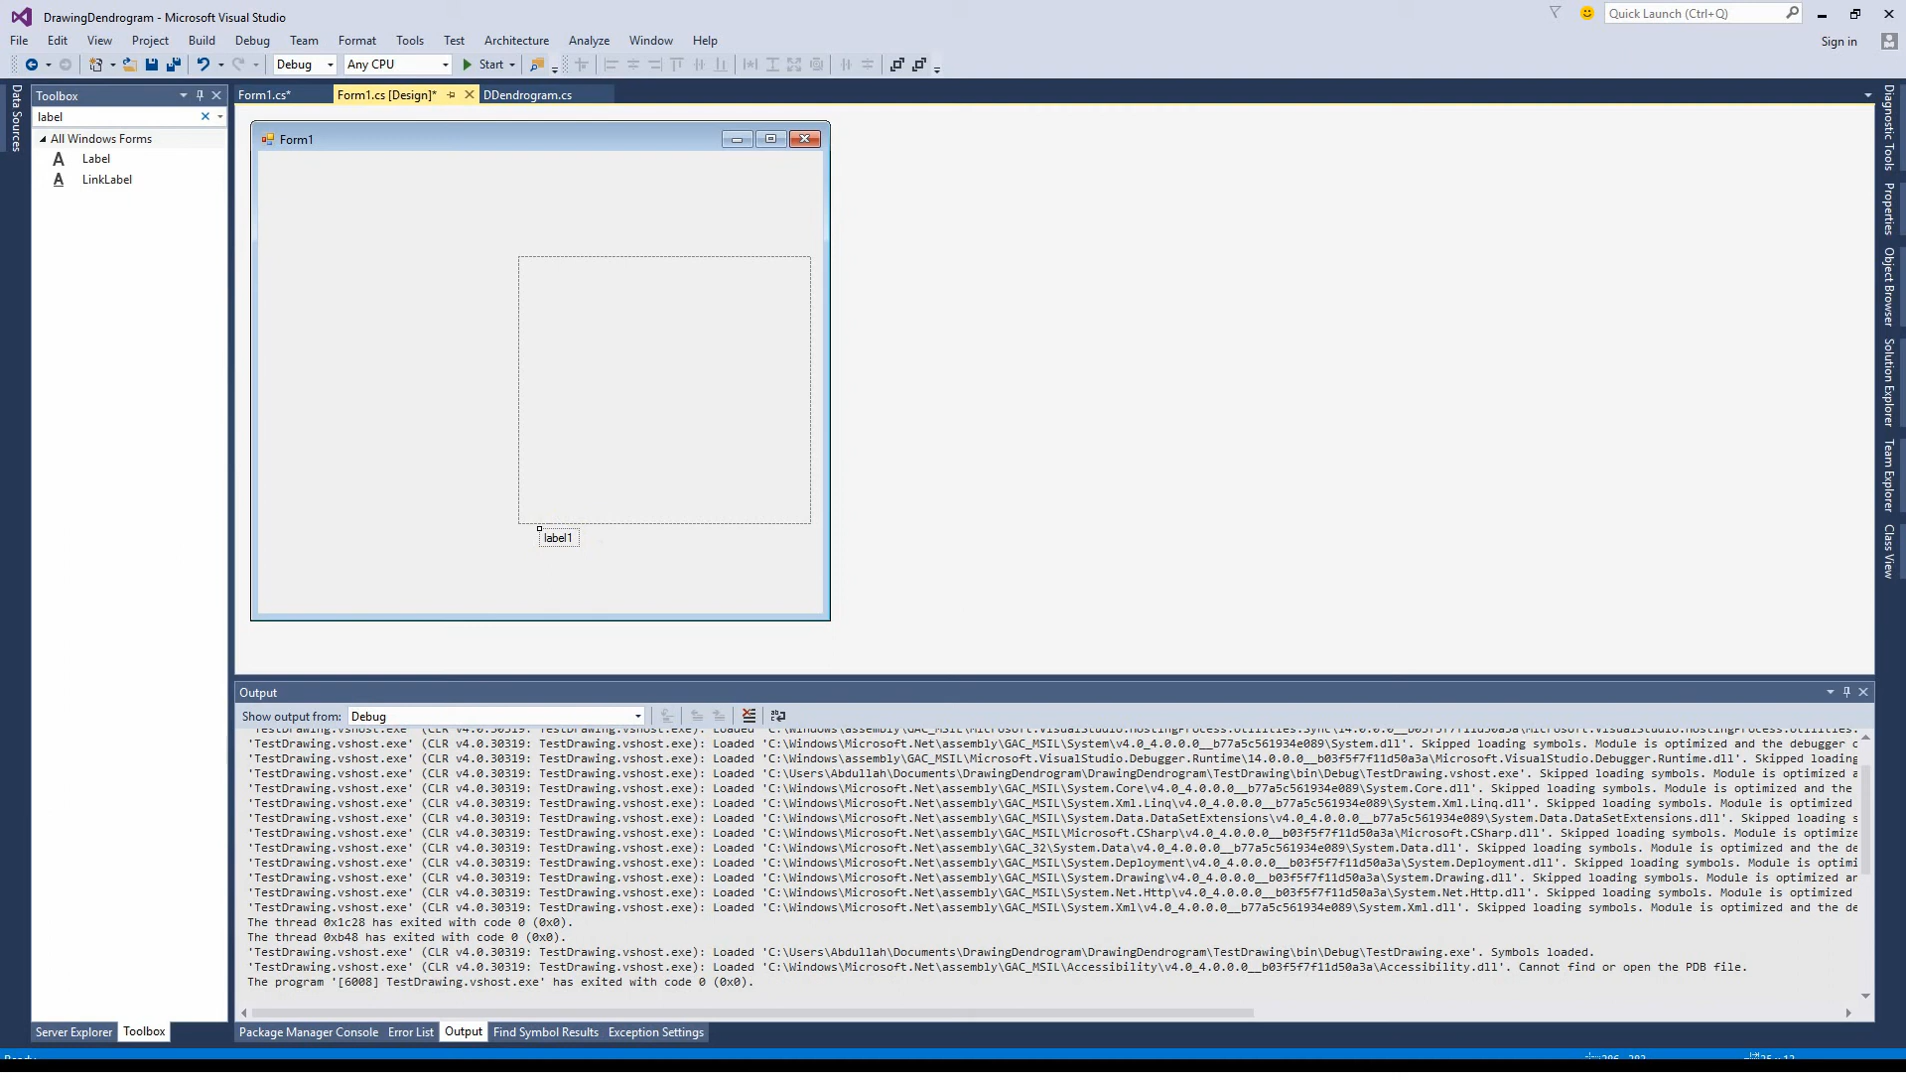 DrawingDendrogram - Microsoft Visual Studio
Quick Launch (Ctrl+Q)
File Edit View Project Build Debug Team Format Tools Test Architecture Analyze Window Help
Sign in
Debug Any CPU Start
Data Sources
Toolbox
label
All Windows Forms
A Label
A LinkLabel
Form1.cs* Form1.cs [Design]* DDendrogram.cs
Form1
label1
Diagnostic Tools
Properties
Object Browser
Solution Explorer
Team Explorer
Class View
Output
Show output from: Debug
'TestDrawing.vshost.exe' (CLR v4.0.30319: TestDrawing.vshost.exe): Loaded 'C:\Windows\assembly\GAC_MSIL\Microsoft.VisualStudio.HostingProcess.Utilities.Sync\14.0.0.0__b03f5f7f11d50a3a\Microsoft.VisualStudio.HostingProcess.Utilities.
'TestDrawing.vshost.exe' (CLR v4.0.30319: TestDrawing.vshost.exe): Loaded 'C:\Windows\Microsoft.Net\assembly\GAC_MSIL\System\v4.0_4.0.0.0__b77a5c561934e089\System.dll'. Skipped loading symbols. Module is optimized and the debugger o
'TestDrawing.vshost.exe' (CLR v4.0.30319: TestDrawing.vshost.exe): Loaded 'C:\Windows\assembly\GAC_MSIL\Microsoft.VisualStudio.Debugger.Runtime\14.0.0.0__b03f5f7f11d50a3a\Microsoft.VisualStudio.Debugger.Runtime.dll'. Skipped loading
'TestDrawing.vshost.exe' (CLR v4.0.30319: TestDrawing.vshost.exe): Loaded 'C:\Users\Abdullah\Documents\DrawingDendrogram\DrawingDendrogram\TestDrawing\bin\Debug\TestDrawing.vshost.exe'. Skipped loading symbols. Module is optimized a
'TestDrawing.vshost.exe' (CLR v4.0.30319: TestDrawing.vshost.exe): Loaded 'C:\Windows\Microsoft.Net\assembly\GAC_MSIL\System.Core\v4.0_4.0.0.0__b77a5c561934e089\System.Core.dll'. Skipped loading symbols. Module is optimized and the
'TestDrawing.vshost.exe' (CLR v4.0.30319: TestDrawing.vshost.exe): Loaded 'C:\Windows\Microsoft.Net\assembly\GAC_MSIL\System.Xml.Linq\v4.0_4.0.0.0__b77a5c561934e089\System.Xml.Linq.dll'. Skipped loading symbols. Module is optimized
'TestDrawing.vshost.exe' (CLR v4.0.30319: TestDrawing.vshost.exe): Loaded 'C:\Windows\Microsoft.Net\assembly\GAC_MSIL\System.Data.DataSetExtensions\v4.0_4.0.0.0__b77a5c561934e089\System.Data.DataSetExtensions.dll'. Skipped loading s
'TestDrawing.vshost.exe' (CLR v4.0.30319: TestDrawing.vshost.exe): Loaded 'C:\Windows\Microsoft.Net\assembly\GAC_MSIL\Microsoft.CSharp\v4.0_4.0.0.0__b03f5f7f11d50a3a\Microsoft.CSharp.dll'. Skipped loading symbols. Module is optimize
'TestDrawing.vshost.exe' (CLR v4.0.30319: TestDrawing.vshost.exe): Loaded 'C:\Windows\Microsoft.Net\assembly\GAC_32\System.Data\v4.0_4.0.0.0__b77a5c561934e089\System.Data.dll'. Skipped loading symbols. Module is optimized and the de
'TestDrawing.vshost.exe' (CLR v4.0.30319: TestDrawing.vshost.exe): Loaded 'C:\Windows\Microsoft.Net\assembly\GAC_MSIL\System.Deployment\v4.0_4.0.0.0__b03f5f7f11d50a3a\System.Deployment.dll'. Skipped loading symbols. Module is optimi
'TestDrawing.vshost.exe' (CLR v4.0.30319: TestDrawing.vshost.exe): Loaded 'C:\Windows\Microsoft.Net\assembly\GAC_MSIL\System.Drawing\v4.0_4.0.0.0__b03f5f7f11d50a3a\System.Drawing.dll'. Skipped loading symbols. Module is optimized an
'TestDrawing.vshost.exe' (CLR v4.0.30319: TestDrawing.vshost.exe): Loaded 'C:\Windows\Microsoft.Net\assembly\GAC_MSIL\System.Net.Http\v4.0_4.0.0.0__b03f5f7f11d50a3a\System.Net.Http.dll'. Skipped loading symbols. Module is optimized
'TestDrawing.vshost.exe' (CLR v4.0.30319: TestDrawing.vshost.exe): Loaded 'C:\Windows\Microsoft.Net\assembly\GAC_MSIL\System.Xml\v4.0_4.0.0.0__b77a5c561934e089\System.Xml.dll'. Skipped loading symbols. Module is optimized and the de
The thread 0x1c28 has exited with code 0 (0x0).
The thread 0xb48 has exited with code 0 (0x0).
'TestDrawing.vshost.exe' (CLR v4.0.30319: TestDrawing.vshost.exe): Loaded 'C:\Users\Abdullah\Documents\DrawingDendrogram\DrawingDendrogram\TestDrawing\bin\Debug\TestDrawing.exe'. Symbols loaded.
'TestDrawing.vshost.exe' (CLR v4.0.30319: TestDrawing.vshost.exe): Loaded 'C:\Windows\Microsoft.Net\assembly\GAC_MSIL\Accessibility\v4.0_4.0.0.0__b03f5f7f11d50a3a\Accessibility.dll'. Cannot find or open the PDB file.
The program '[6008] TestDrawing.vshost.exe' has exited with code 0 (0x0).
Server Explorer Toolbox
Package Manager Console Error List Output Find Symbol Results Exception Settings